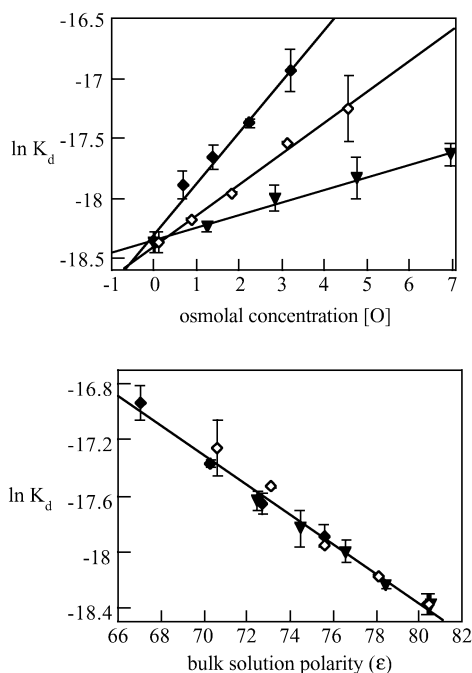 -16.5
-17
-17.5
-18
-18.5
ln K_d
-1 0 1 2 3 4 5 6 7
osmolal concentration [O]
-16.8
-17.2
-17.6
-18
-18.4
ln K_d
66 68 70 72 74 76 78 80 82
bulk solution polarity (ε)